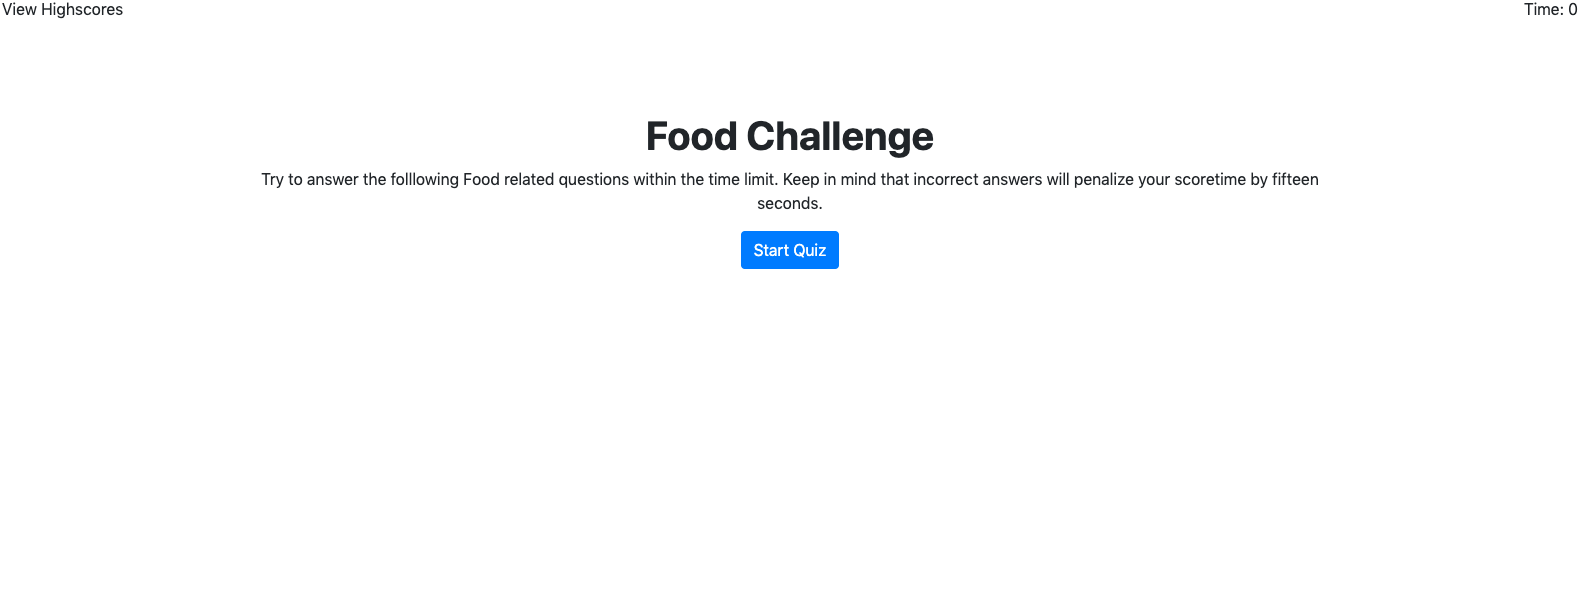 View Highscores
Time: 0
Food Challenge
Try to answer the folllowing Food related questions within the time limit. Keep in mind that incorrect answers will penalize your scoretime by fifteen
seconds.
Start Quiz